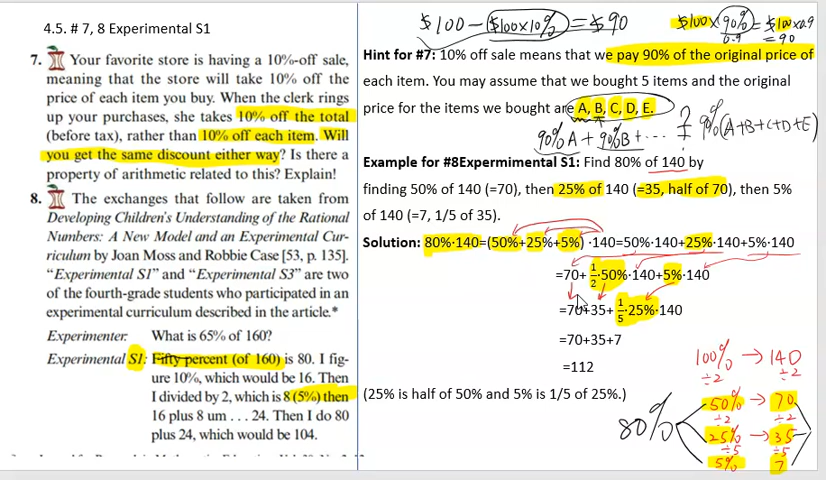 4.5. # 7, 8 Experimental S1
7. Your favorite store is having a 10%-off sale,
meaning that the store will take 10% off the
price of each item you buy. When the clerk rings
up your purchases, she takes 10% off the total
(before tax), rather than 10% off each item. Will
you get the same discount either way? Is there a
property of arithmetic related to this? Explain!
8. The exchanges that follow are taken from
Developing Children's Understanding of the Rational
Numbers: A New Model and an Experimental Cur-
riculum by Joan Moss and Robbie Case [53, p. 135].
"Experimental S1" and "Experimental S3" are two
of the fourth-grade students who participated in an
experimental curriculum described in the article.*
Experimenter: What is 65% of 160?
Experimental S1: Fifty percent (of 160) is 80. I fig-
ure 10%, which would be 16. Then
I divided by 2, which is 8 (5%) then
16 plus 8 um . . . 24. Then I do 80
plus 24, which would be 104.
$100 - ($100x10%) = $90
$100x90% = $100x0.9
0.9
= 90
Hint for #7: 10% off sale means that we pay 90% of the original price of
each item. You may assume that we bought 5 items and the original
price for the items we bought are A, B, C, D, E.
90%A + 90%B + ... ?= 90%(A+B+C+D+E)
Example for #8Expermimental S1: Find 80% of 140 by
finding 50% of 140 (=70), then 25% of 140 (=35, half of 70), then 5%
of 140 (=7, 1/5 of 35).
Solution: 80%·140=(50%+25%+5%) ·140=50%·140+25%·140+5%·140
=70+ 1/2·50%·140+5%·140
=70+35+ 1/5·25%·140
=70+35+7
=112
(25% is half of 50% and 5% is 1/5 of 25%.)
100% → 140
÷2 ÷2
80% 50% → 70
÷2 ÷2
25% → 35
÷5 ÷5
5% 7